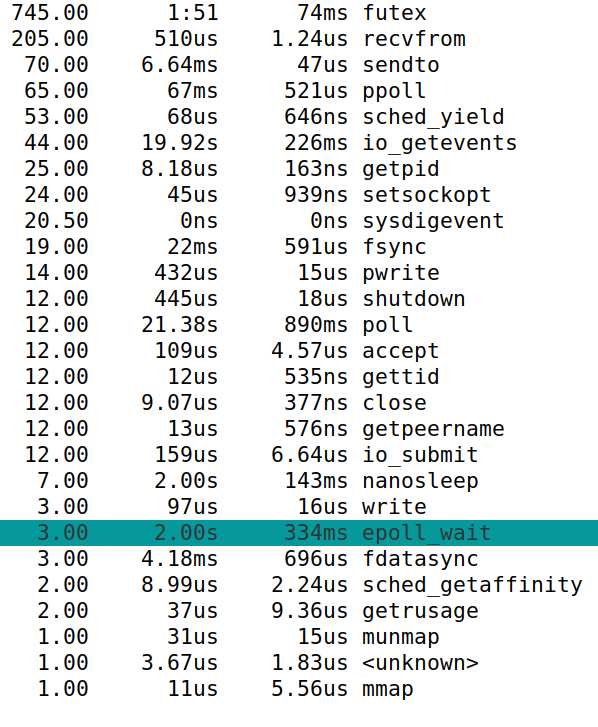 745.00 1:51 74ms futex
205.00 510us 1.24us recvfrom
70.00 6.64ms 47us sendto
65.00 67ms 521us ppoll
53.00 68us 646ns sched_yield
44.00 19.92s 226ms io_getevents
25.00 8.18us 163ns getpid
24.00 45us 939ns setsockopt
20.50 0ns 0ns sysdigevent
19.00 22ms 591us fsync
14.00 432us 15us pwrite
12.00 445us 18us shutdown
12.00 21.38s 890ms poll
12.00 109us 4.57us accept
12.00 12us 535ns gettid
12.00 9.07us 377ns close
12.00 13us 576ns getpeername
12.00 159us 6.64us io_submit
7.00 2.00s 143ms nanosleep
3.00 97us 16us write
3.00 2.00s 334ms epoll_wait
3.00 4.18ms 696us fdatasync
2.00 8.99us 2.24us sched_getaffinity
2.00 37us 9.36us getrusage
1.00 31us 15us munmap
1.00 3.67us 1.83us <unknown>
1.00 11us 5.56us mmap